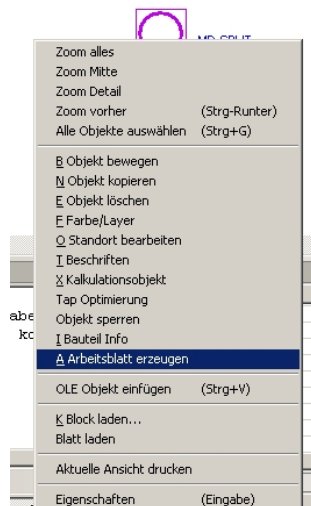 Zoom alles
Zoom Mitte
Zoom Detail
Zoom vorher (Strg-Runter)
Alle Objekte auswählen (Strg+G)
B Objekt bewegen
N Objekt kopieren
E Objekt löschen
F Farbe/Layer
O Standort bearbeiten
T Beschriften
X Kalkulationsobjekt
Tap Optimierung
Objekt sperren
I Bauteil Info
A Arbeitsblatt erzeugen
OLE Objekt einfügen (Strg+V)
K Block laden...
Blatt laden
Aktuelle Ansicht drucken
Eigenschaften (Eingabe)